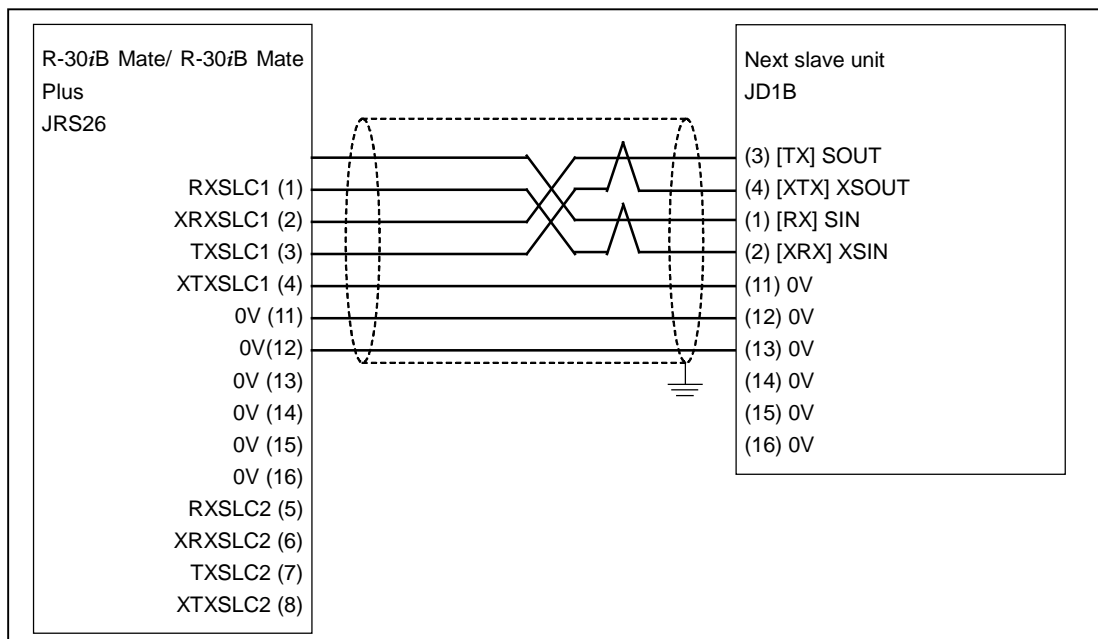 R-30iB Mate/ R-30iB Mate
Plus
JRS26
RXSLC1 (1)
XRXSLC1 (2)
TXSLC1 (3)
XTXSLC1 (4)
0V (11)
0V(12)
0V (13)
0V (14)
0V (15)
0V (16)
RXSLC2 (5)
XRXSLC2 (6)
TXSLC2 (7)
XTXSLC2 (8)
Next slave unit
JD1B
(3) [TX] SOUT
(4) [XTX] XSOUT
(1) [RX] SIN
(2) [XRX] XSIN
(11) 0V
(12) 0V
(13) 0V
(14) 0V
(15) 0V
(16) 0V